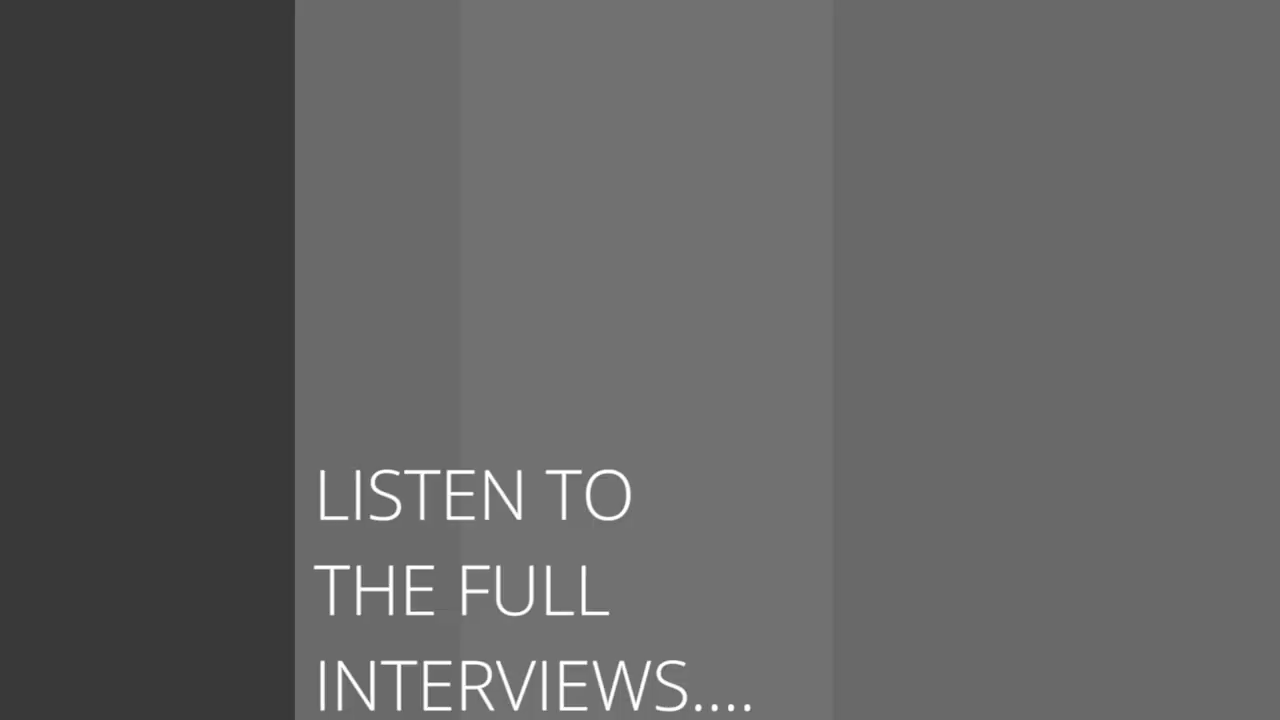 LISTEN TO
THE FULL
INTERVIEWS....